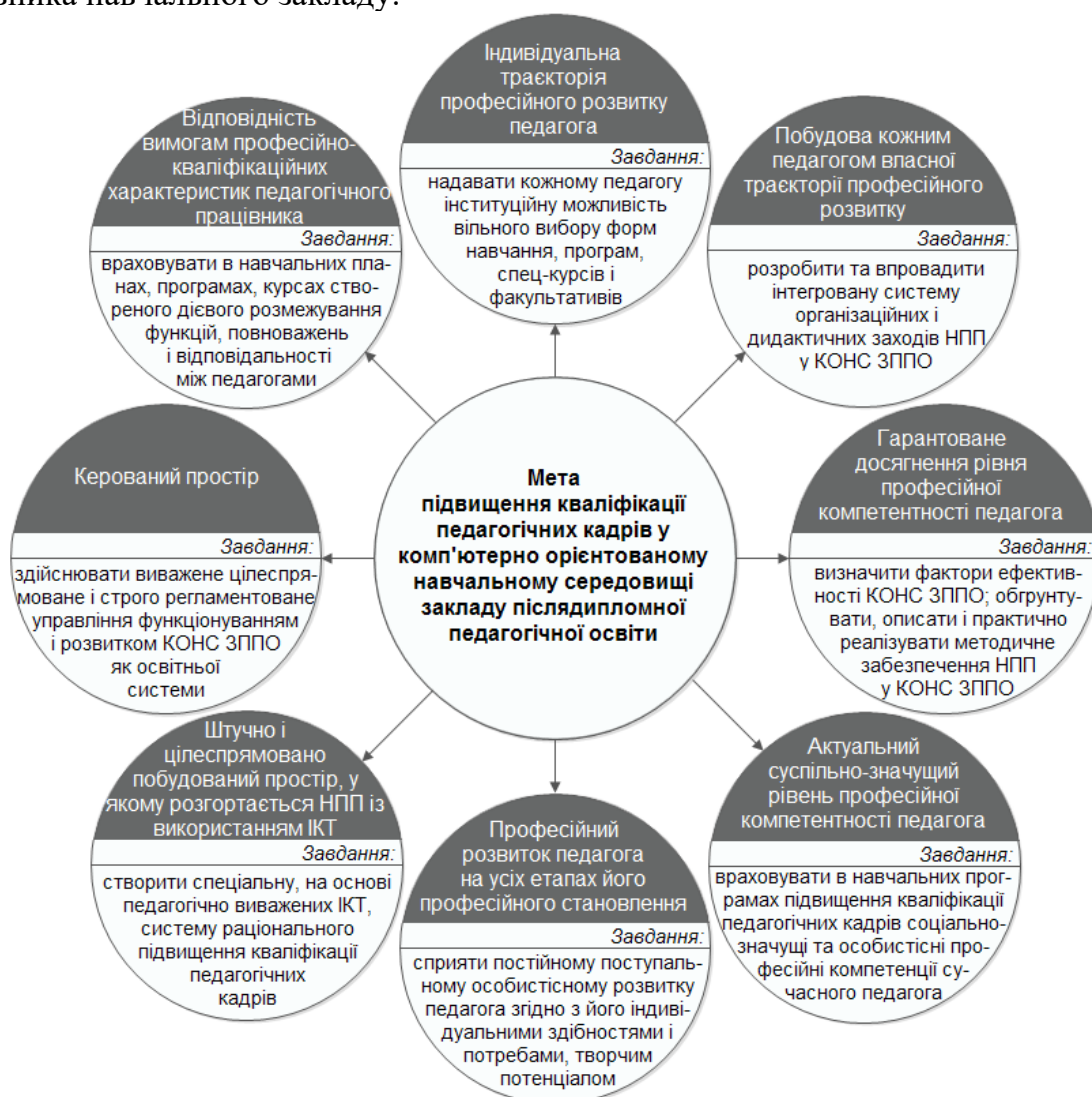 навчального закладу.
Індивідуальна
траєкторія
професійного розвитку
педагога
Завдання:
надавати кожному педагогу
інституційну можливість
вільного вибору форм
навчання, програм,
спец-курсів і
факультативів
Відповідність
вимогам професійно-
кваліфікаційних
характеристик педагогічного
працівника
Завдання:
враховувати в навчальних пла-
нах, програмах, курсах ство-
реного дієвого розмежування
функцій, повноважень
і відповідальності
між педагогами
Побудова кожним
педагогом власної
траєкторії професійного
розвитку
Завдання:
розробити та впровадити
інтегровану систему
організаційних і
дидактичних заходів НПП
у КОНС ЗППО
Керований простір
Завдання:
здійснювати виважене цілеспря-
моване і строго регламентоване
управління функціонуванням
і розвитком КОНС ЗППО
як освітньої
системи
Мета
підвищення кваліфікації
педагогічних кадрів у
комп'ютерно орієнтованому
навчальному середовищі
закладу післядипломної
педагогічної освіти
Гарантоване
досягнення рівня
професійної
компетентності педагога
Завдання:
визначити фактори ефектив-
ності КОНС ЗППО; обгрунту-
вати, описати і практично
реалізувати методичне
забезпечення НПП
у КОНС ЗППО
Штучно і
цілеспрямовано
побудований простір, у
якому розгортається НПП із
використанням ІКТ
Завдання:
створити спеціальну, на основі
педагогічно виважених ІКТ,
систему раціонального
підвищення кваліфікації
педагогічних
кадрів
Професійний
розвиток педагога
на усіх етапах його
професійного становлення
Завдання:
сприяти постійному поступаль-
ному особистісному розвитку
педагога згідно з його індиві-
дуальними здібностями і
потребами, творчим
потенціалом
Актуальний
суспільно-значущий
рівень професійної
компетентності педагога
Завдання:
враховувати в навчальних прог-
рамах підвищення кваліфікації
педагогічних кадрів соціально-
значущі та особистісні про-
фесійні компетенції су-
часного педагога